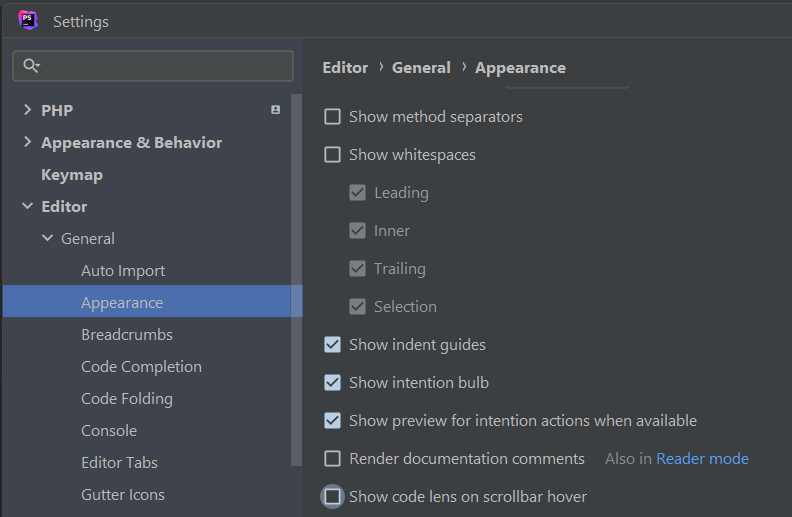 PS
Settings
PHP
Appearance & Behavior
Keymap
Editor
General
Auto Import
Appearance
Breadcrumbs
Code Completion
Code Folding
Console
Editor Tabs
Gutter Icons
Editor › General › Appearance
Show method separators
Show whitespaces
Leading
Inner
Trailing
Selection
Show indent guides
Show intention bulb
Show preview for intention actions when available
Render documentation comments Also in Reader mode
Show code lens on scrollbar hover